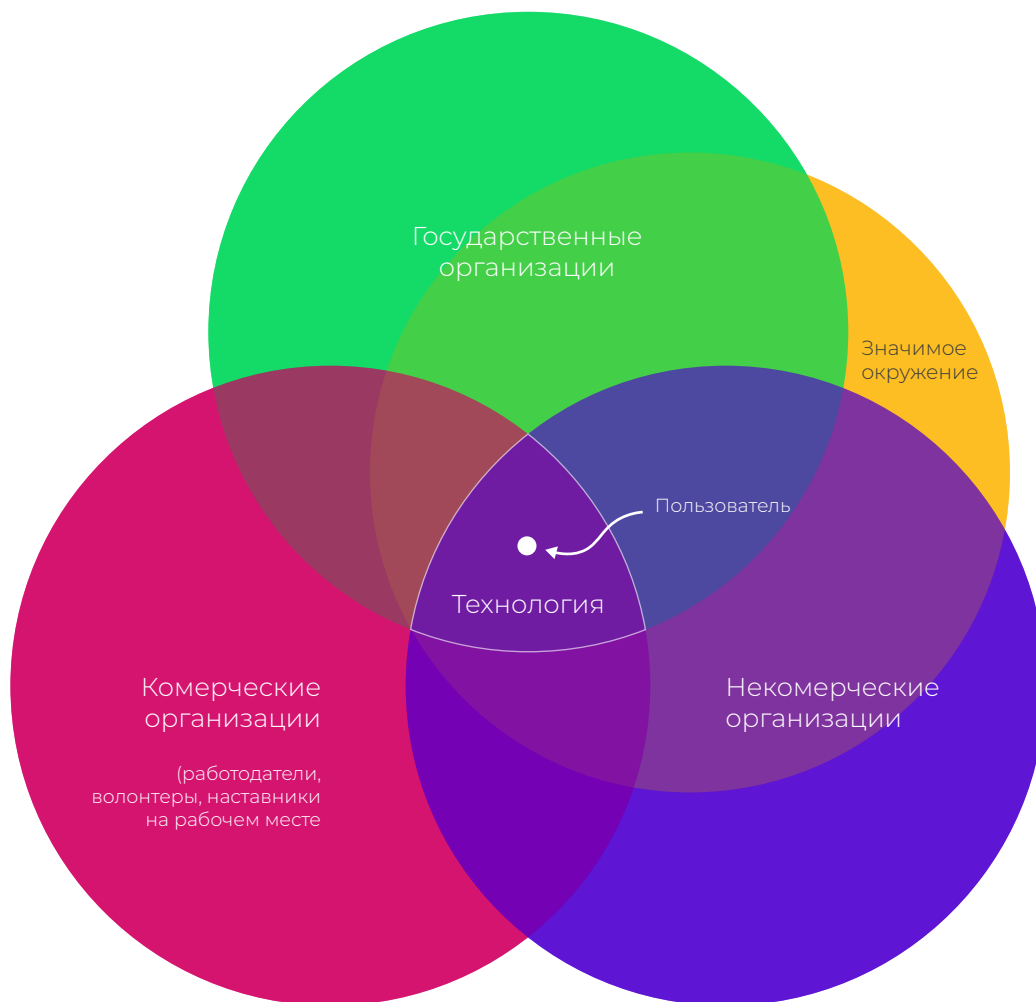 Государственные
организации
Значимое
окружение
Пользователь
Технология
Комерческие
организации
(работодатели,
волонтеры, наставники
на рабочем месте
Некомерческие
организации